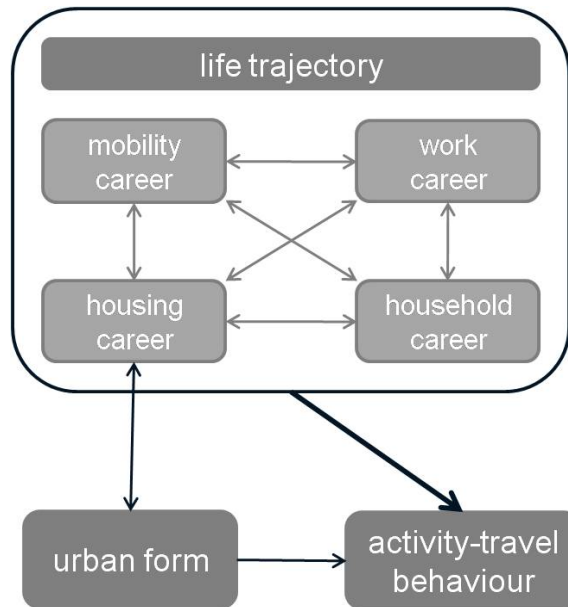 life trajectory
mobility
career
work
career
housing
career
household
career
urban form
activity-travel
behaviour